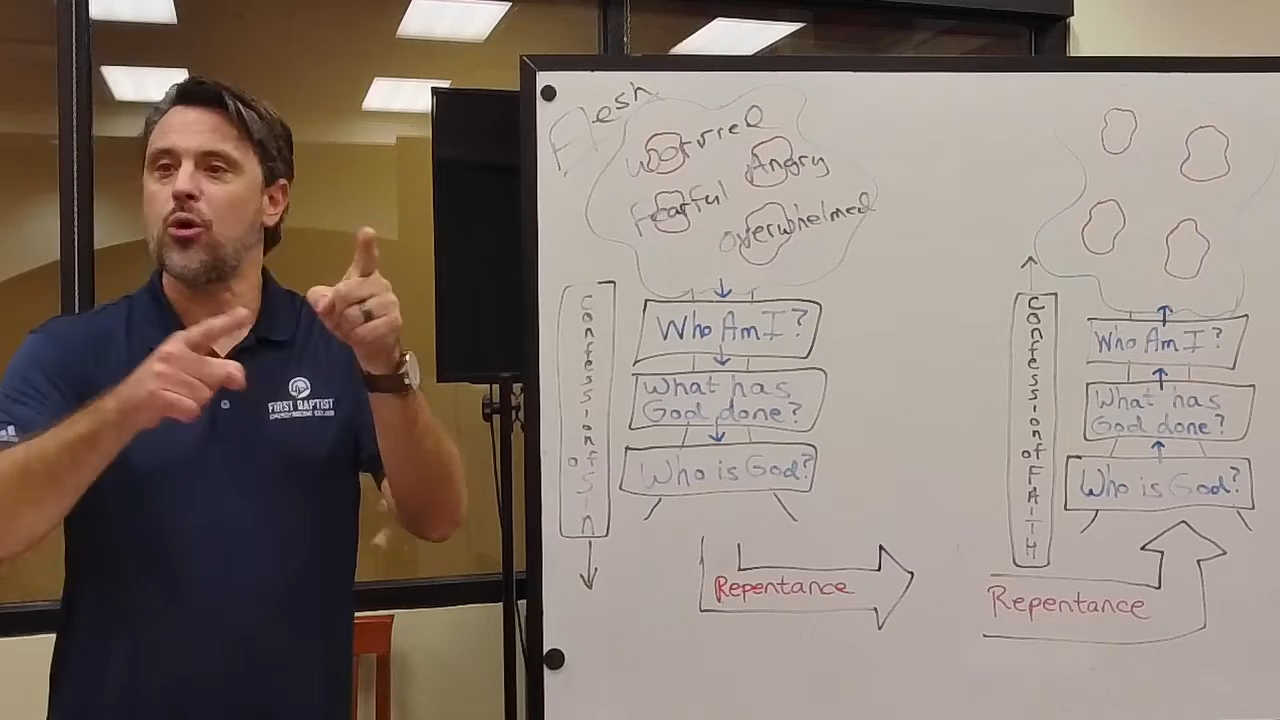 Flesh
worried
Angry
fearful
overwhelmed
Confession of Sin
Who Am I?
What has
God done?
Who is God?
Repentance
Confession of FAITH
Who Am I?
What has
God done?
Who is God?
Repentance
FIRST BAPTIST